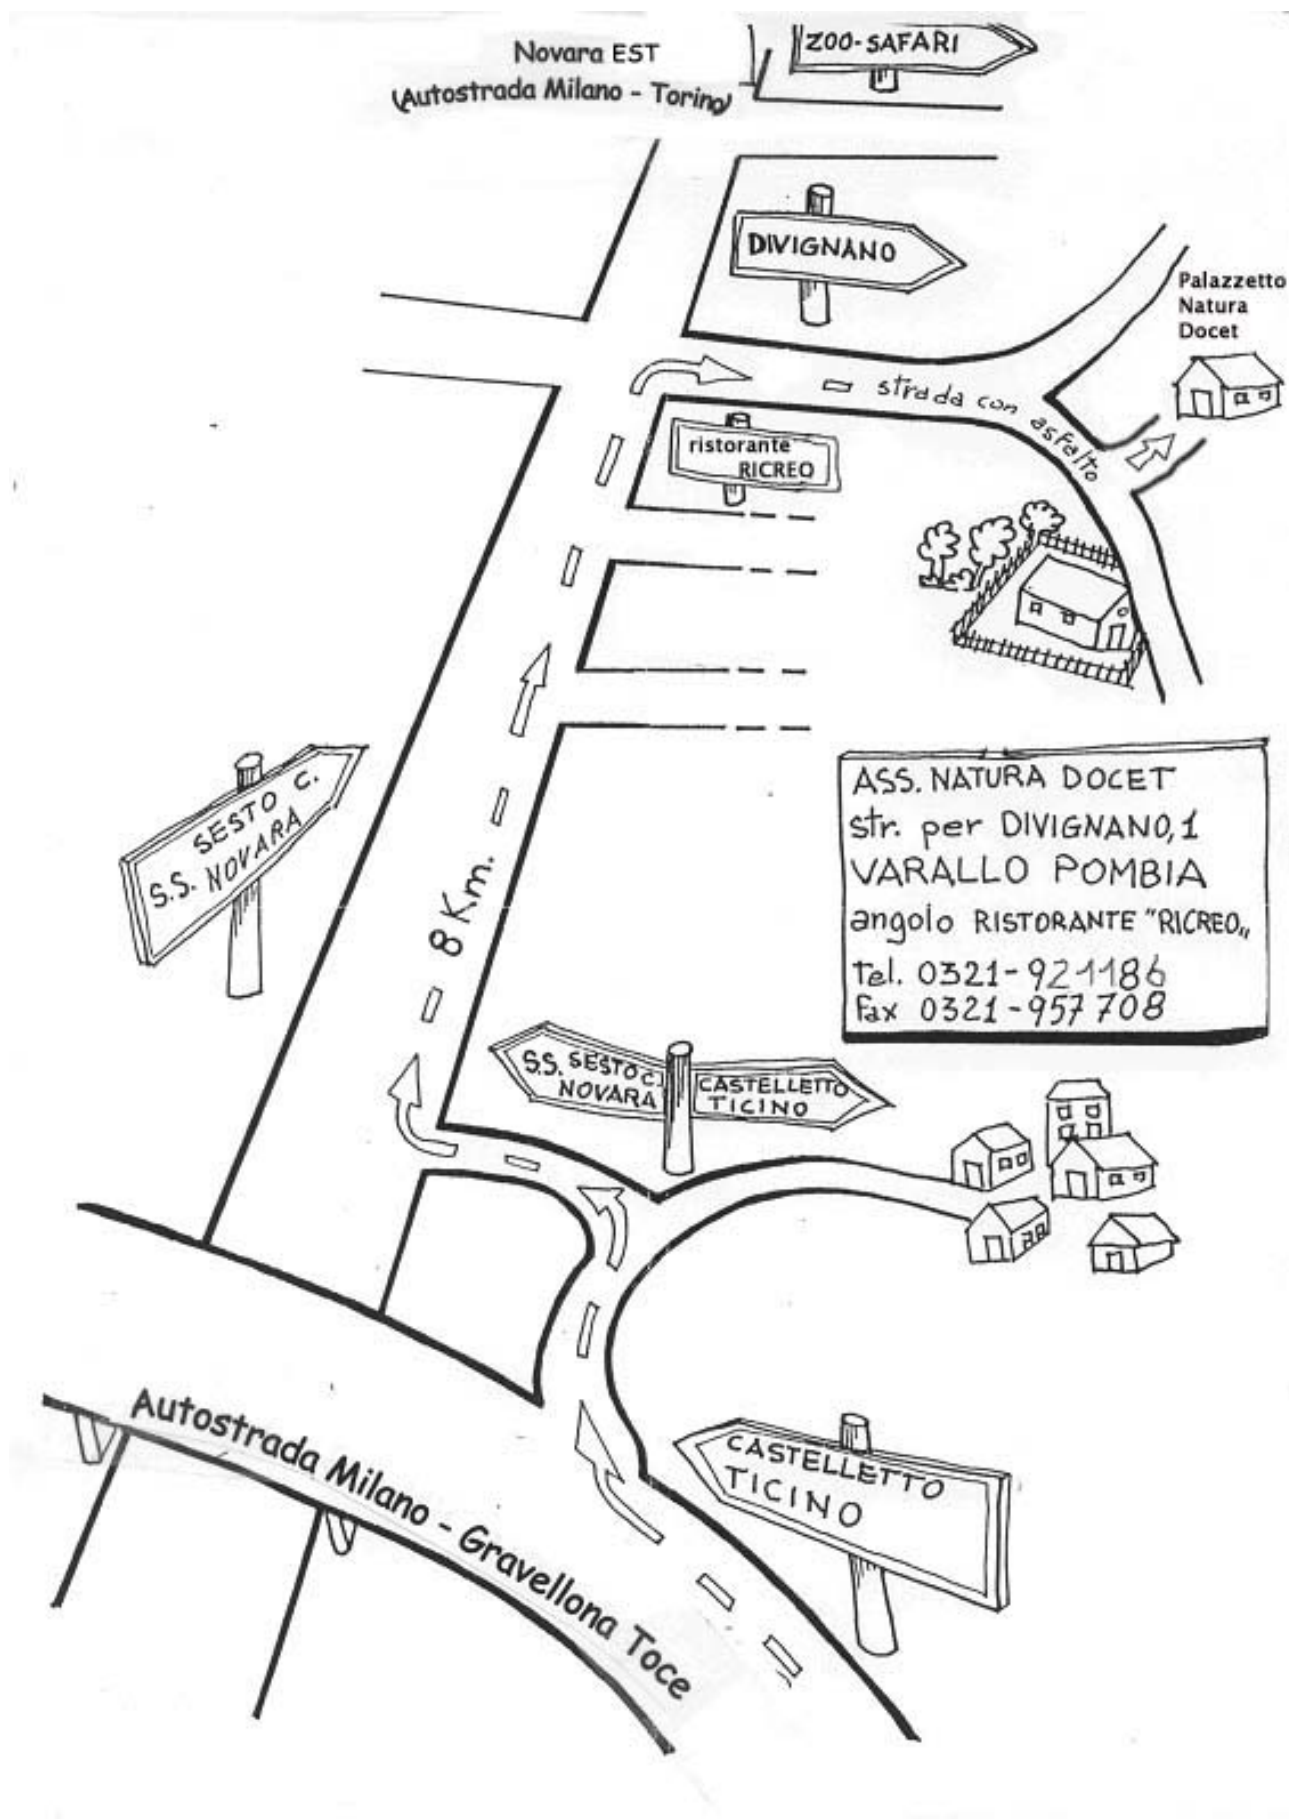 Novara EST
(Autostrada Milano - Torino)
ZOO-SAFARI
DIVIGNANO
Palazzetto
Natura
Docet
strada con asfalto
ristorante
RICREO
SESTO C.
S.S. NOVARA
8 Km.
ASS. NATURA DOCET
str. per DIVIGNANO, 1
VARALLO POMBIA
angolo RISTORANTE "RICREO„
Tel. 0321-921186
Fax 0321-957708
S.S. SESTO C.
NOVARA
CASTELLETTO
TICINO
CASTELLETTO
TICINO
Autostrada Milano - Gravellona Toce